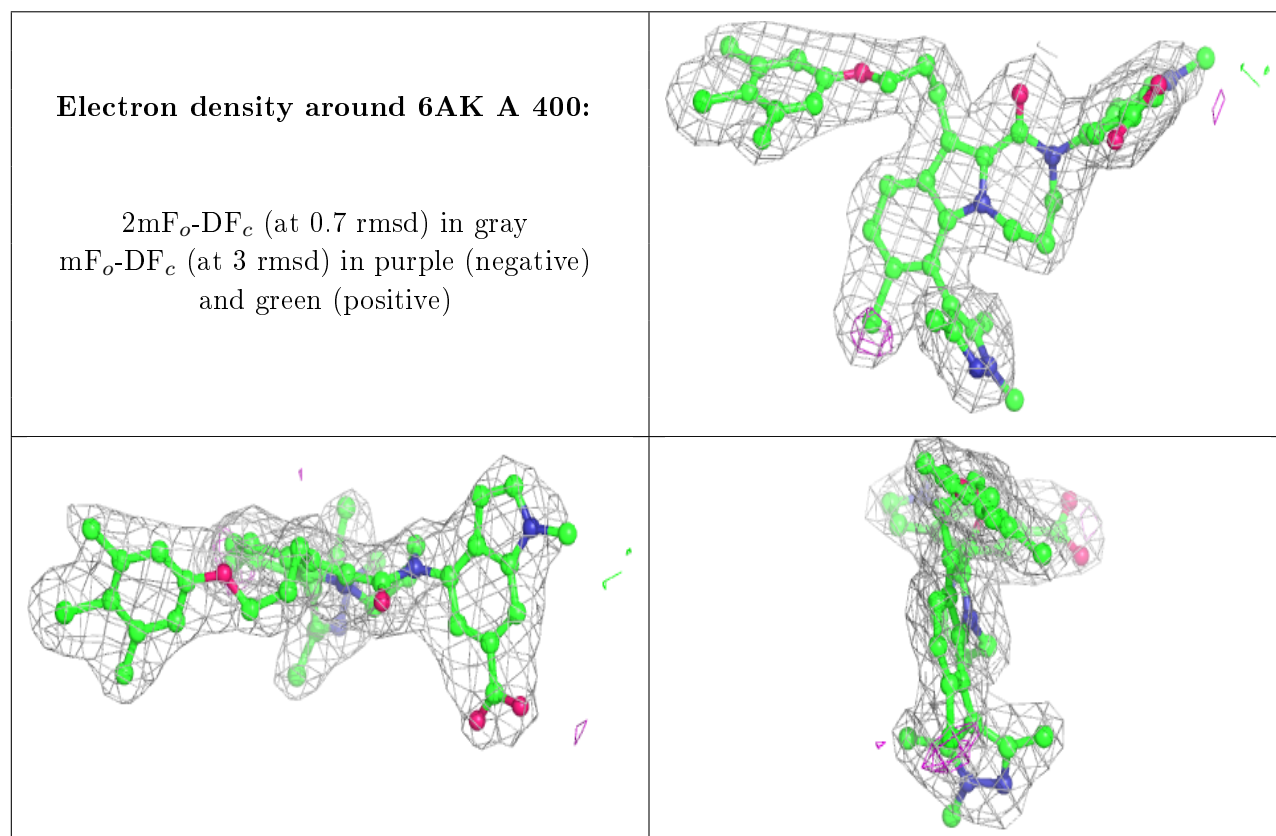 Electron density around 6AK A 400:
2mFₒ-DF𝒸 (at 0.7 rmsd) in gray
mFₒ-DF𝒸 (at 3 rmsd) in purple (negative)
and green (positive)